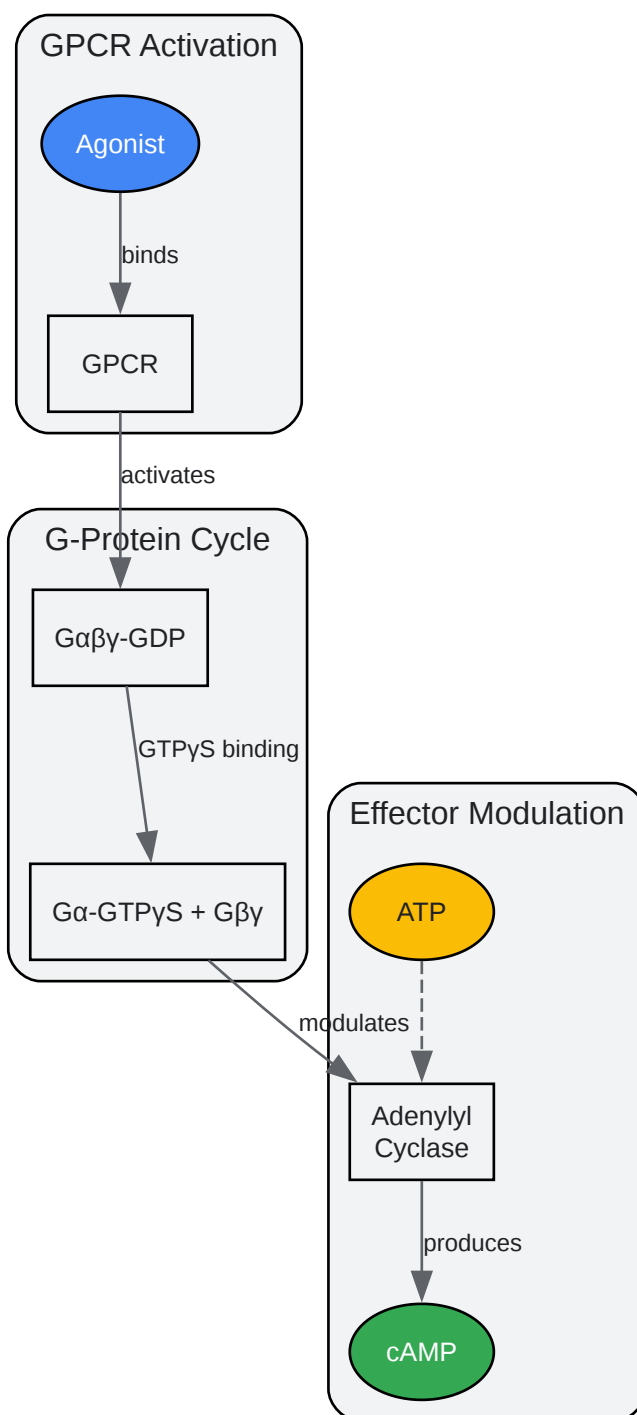 GPCR Activation
Agonist
binds
GPCR
activates
G-Protein Cycle
Gαβγ-GDP
GTPγS binding
Gα-GTPγS + Gβγ
Effector Modulation
ATP
modulates
Adenylyl
Cyclase
produces
cAMP